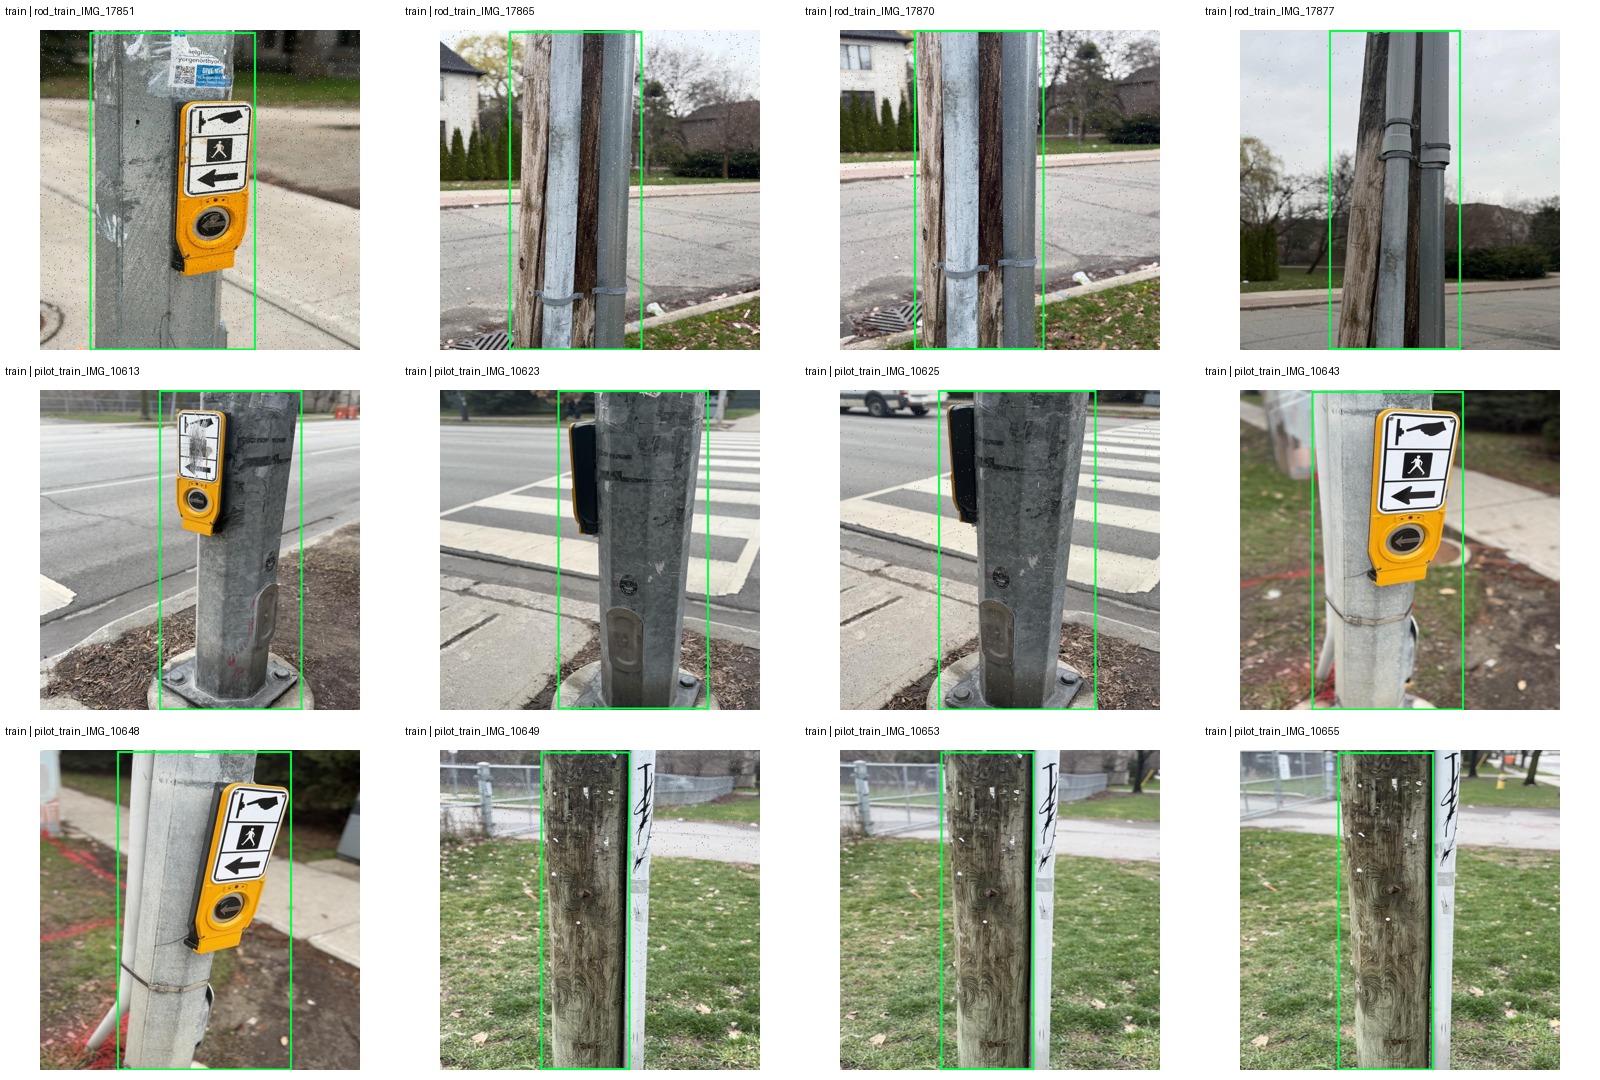 train | rod_train_IMG_17851
train | rod_train_IMG_17865
train | rod_train_IMG_17870
train | rod_train_IMG_17877
train | pilot_train_IMG_10613
train | pilot_train_IMG_10623
train | pilot_train_IMG_10625
train | pilot_train_IMG_10643
train | pilot_train_IMG_10648
train | pilot_train_IMG_10649
train | pilot_train_IMG_10653
train | pilot_train_IMG_10655